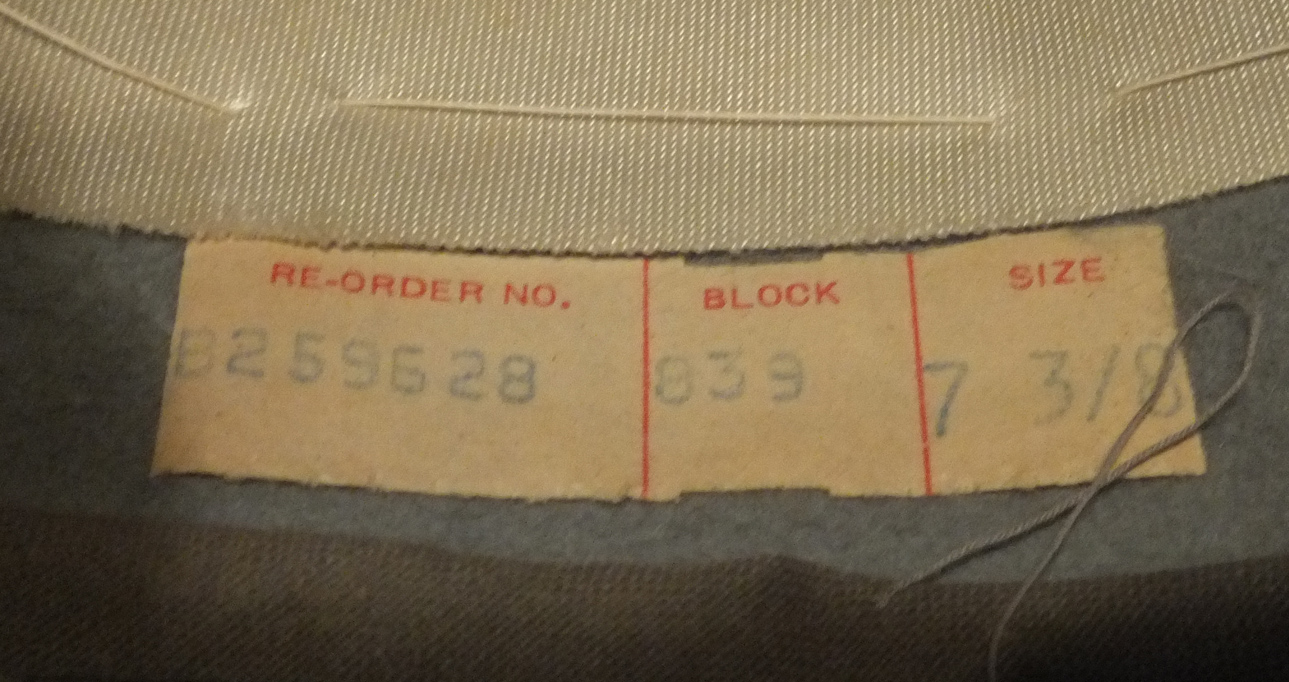 RE-ORDER NO. BLOCK SIZE
B259628 839 7 3/8